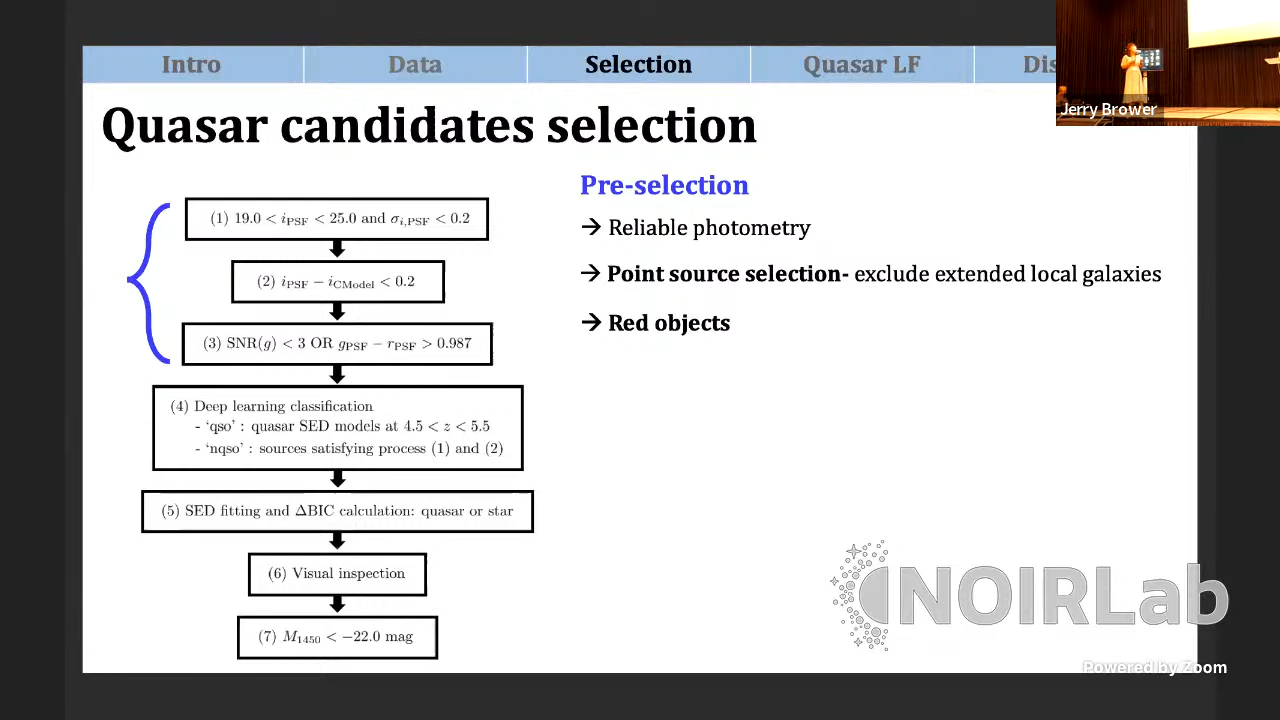 Intro
Data
Selection
Quasar LF
Dis
Jerry Brower
Quasar candidates selection
(1) 19.0 < i_PSF < 25.0 and σ_i,PSF < 0.2
(2) i_PSF − i_CModel < 0.2
(3) SNR(g) < 3 OR g_PSF − r_PSF > 0.987
(4) Deep learning classification
- ‘qso’ : quasar SED models at 4.5 < z < 5.5
- ‘nqso’ : sources satisfying process (1) and (2)
(5) SED fitting and ΔBIC calculation: quasar or star
(6) Visual inspection
(7) M_1450 < −22.0 mag
Pre-selection
→ Reliable photometry
→ Point source selection- exclude extended local galaxies
→ Red objects
NOIRLab
Powered by Zoom